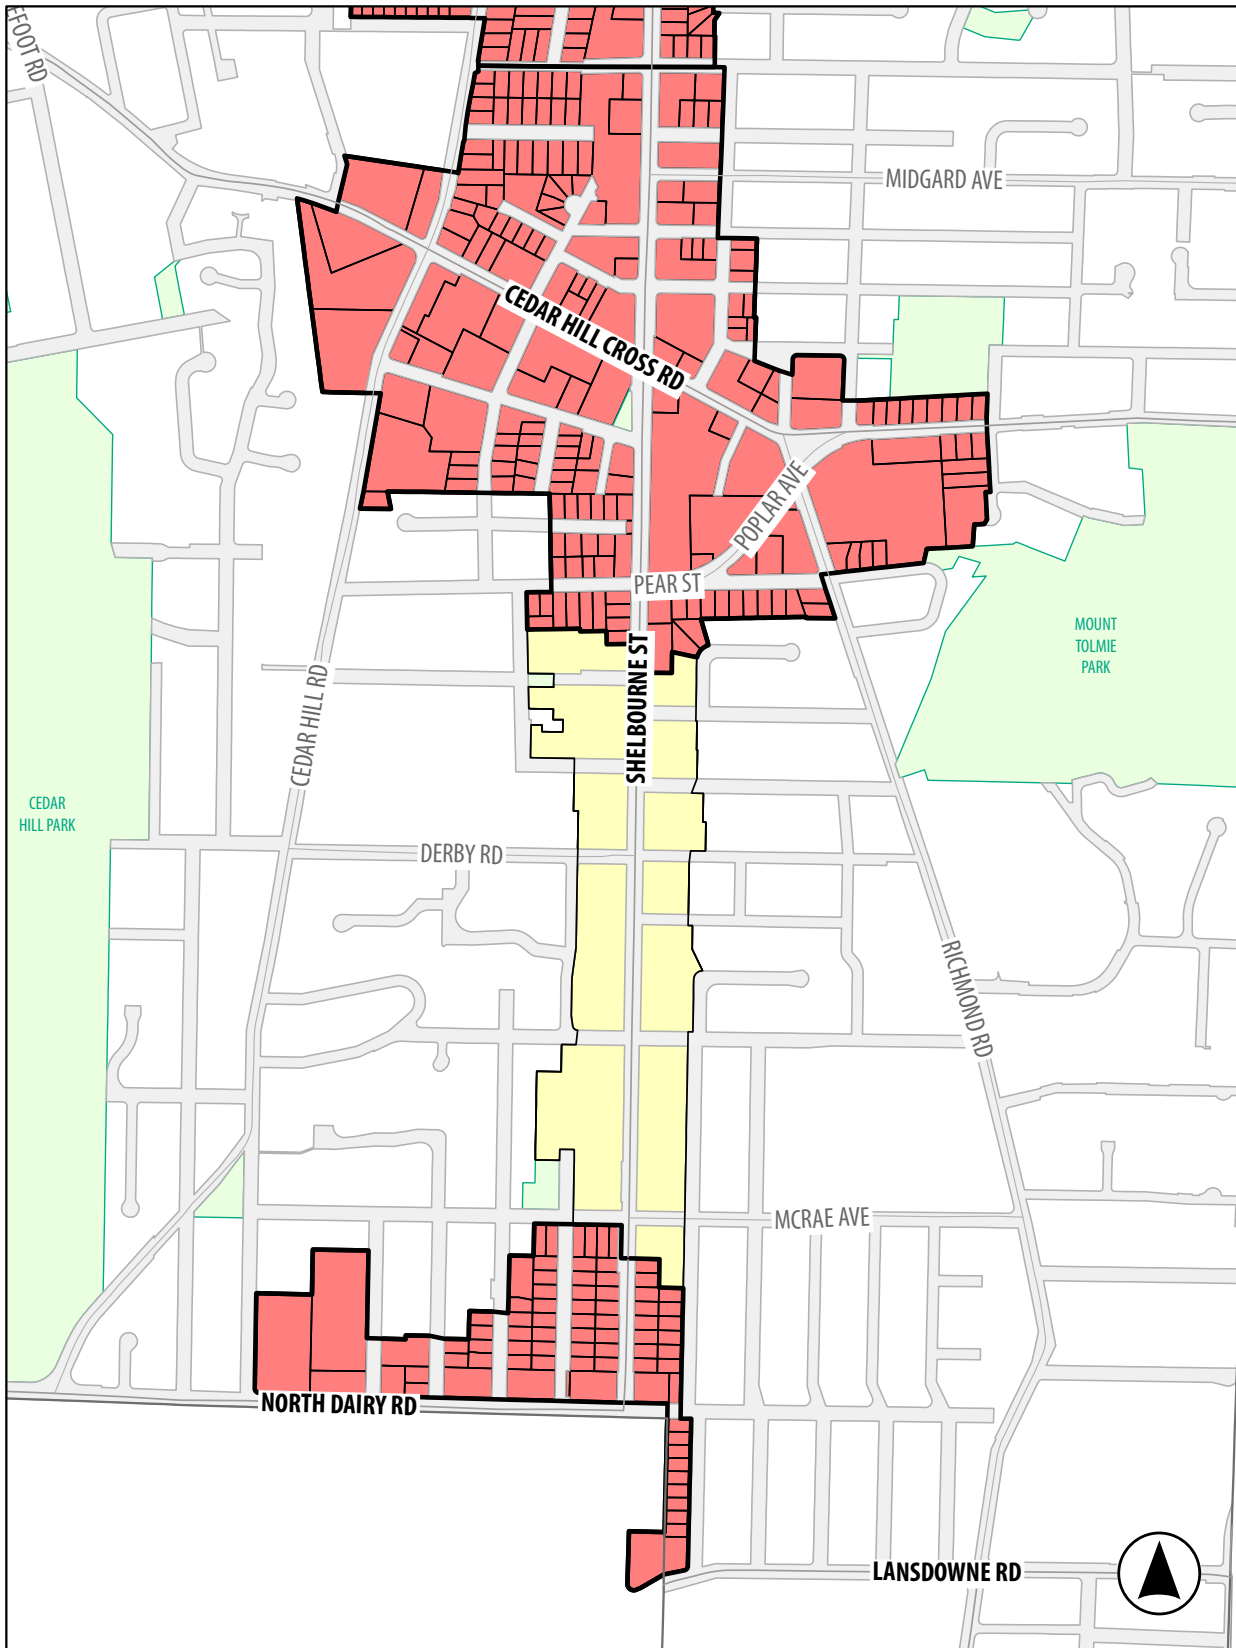 FFOOT RD
MIDGARD AVE
CEDAR HILL CROSS RD
POPLAR AVE
PEAR ST
MOUNT
TOLMIE
PARK
SHELBOURNE ST
CEDAR HILL RD
CEDAR
HILL PARK
DERBY RD
RICHMOND RD
MCRAE AVE
NORTH DAIRY RD
LANSDOWNE RD